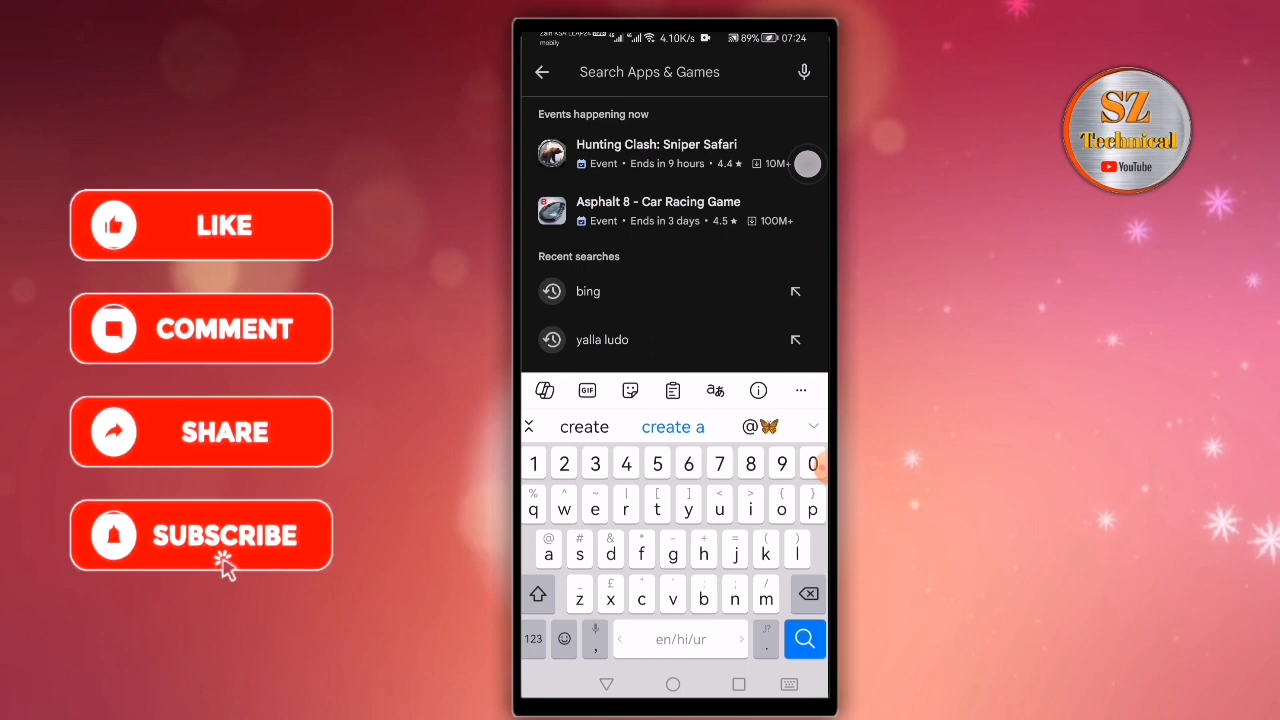 LIKE
COMMENT
SHARE
SUBSCRIBE
mobily
4.10K/s
89%
07:24
Search Apps & Games
Events happening now
Hunting Clash: Sniper Safari
Event • Ends in 9 hours • 4.4 ★ 10M+
Asphalt 8 - Car Racing Game
Event • Ends in 3 days • 4.5 ★ 100M+
Recent searches
bing
yalla ludo
GIF
create create a @🦋
1 2 3 4 5 6 7 8 9 0
% ^ ~ | [ ] < > { }
q w e r t y u i o p
@ # & * - + = ( )
a s d f g h j k l
_ £ " ' : ; /
z x c v b n m
123 , en/hi/ur .
SZ
Technical
YouTube